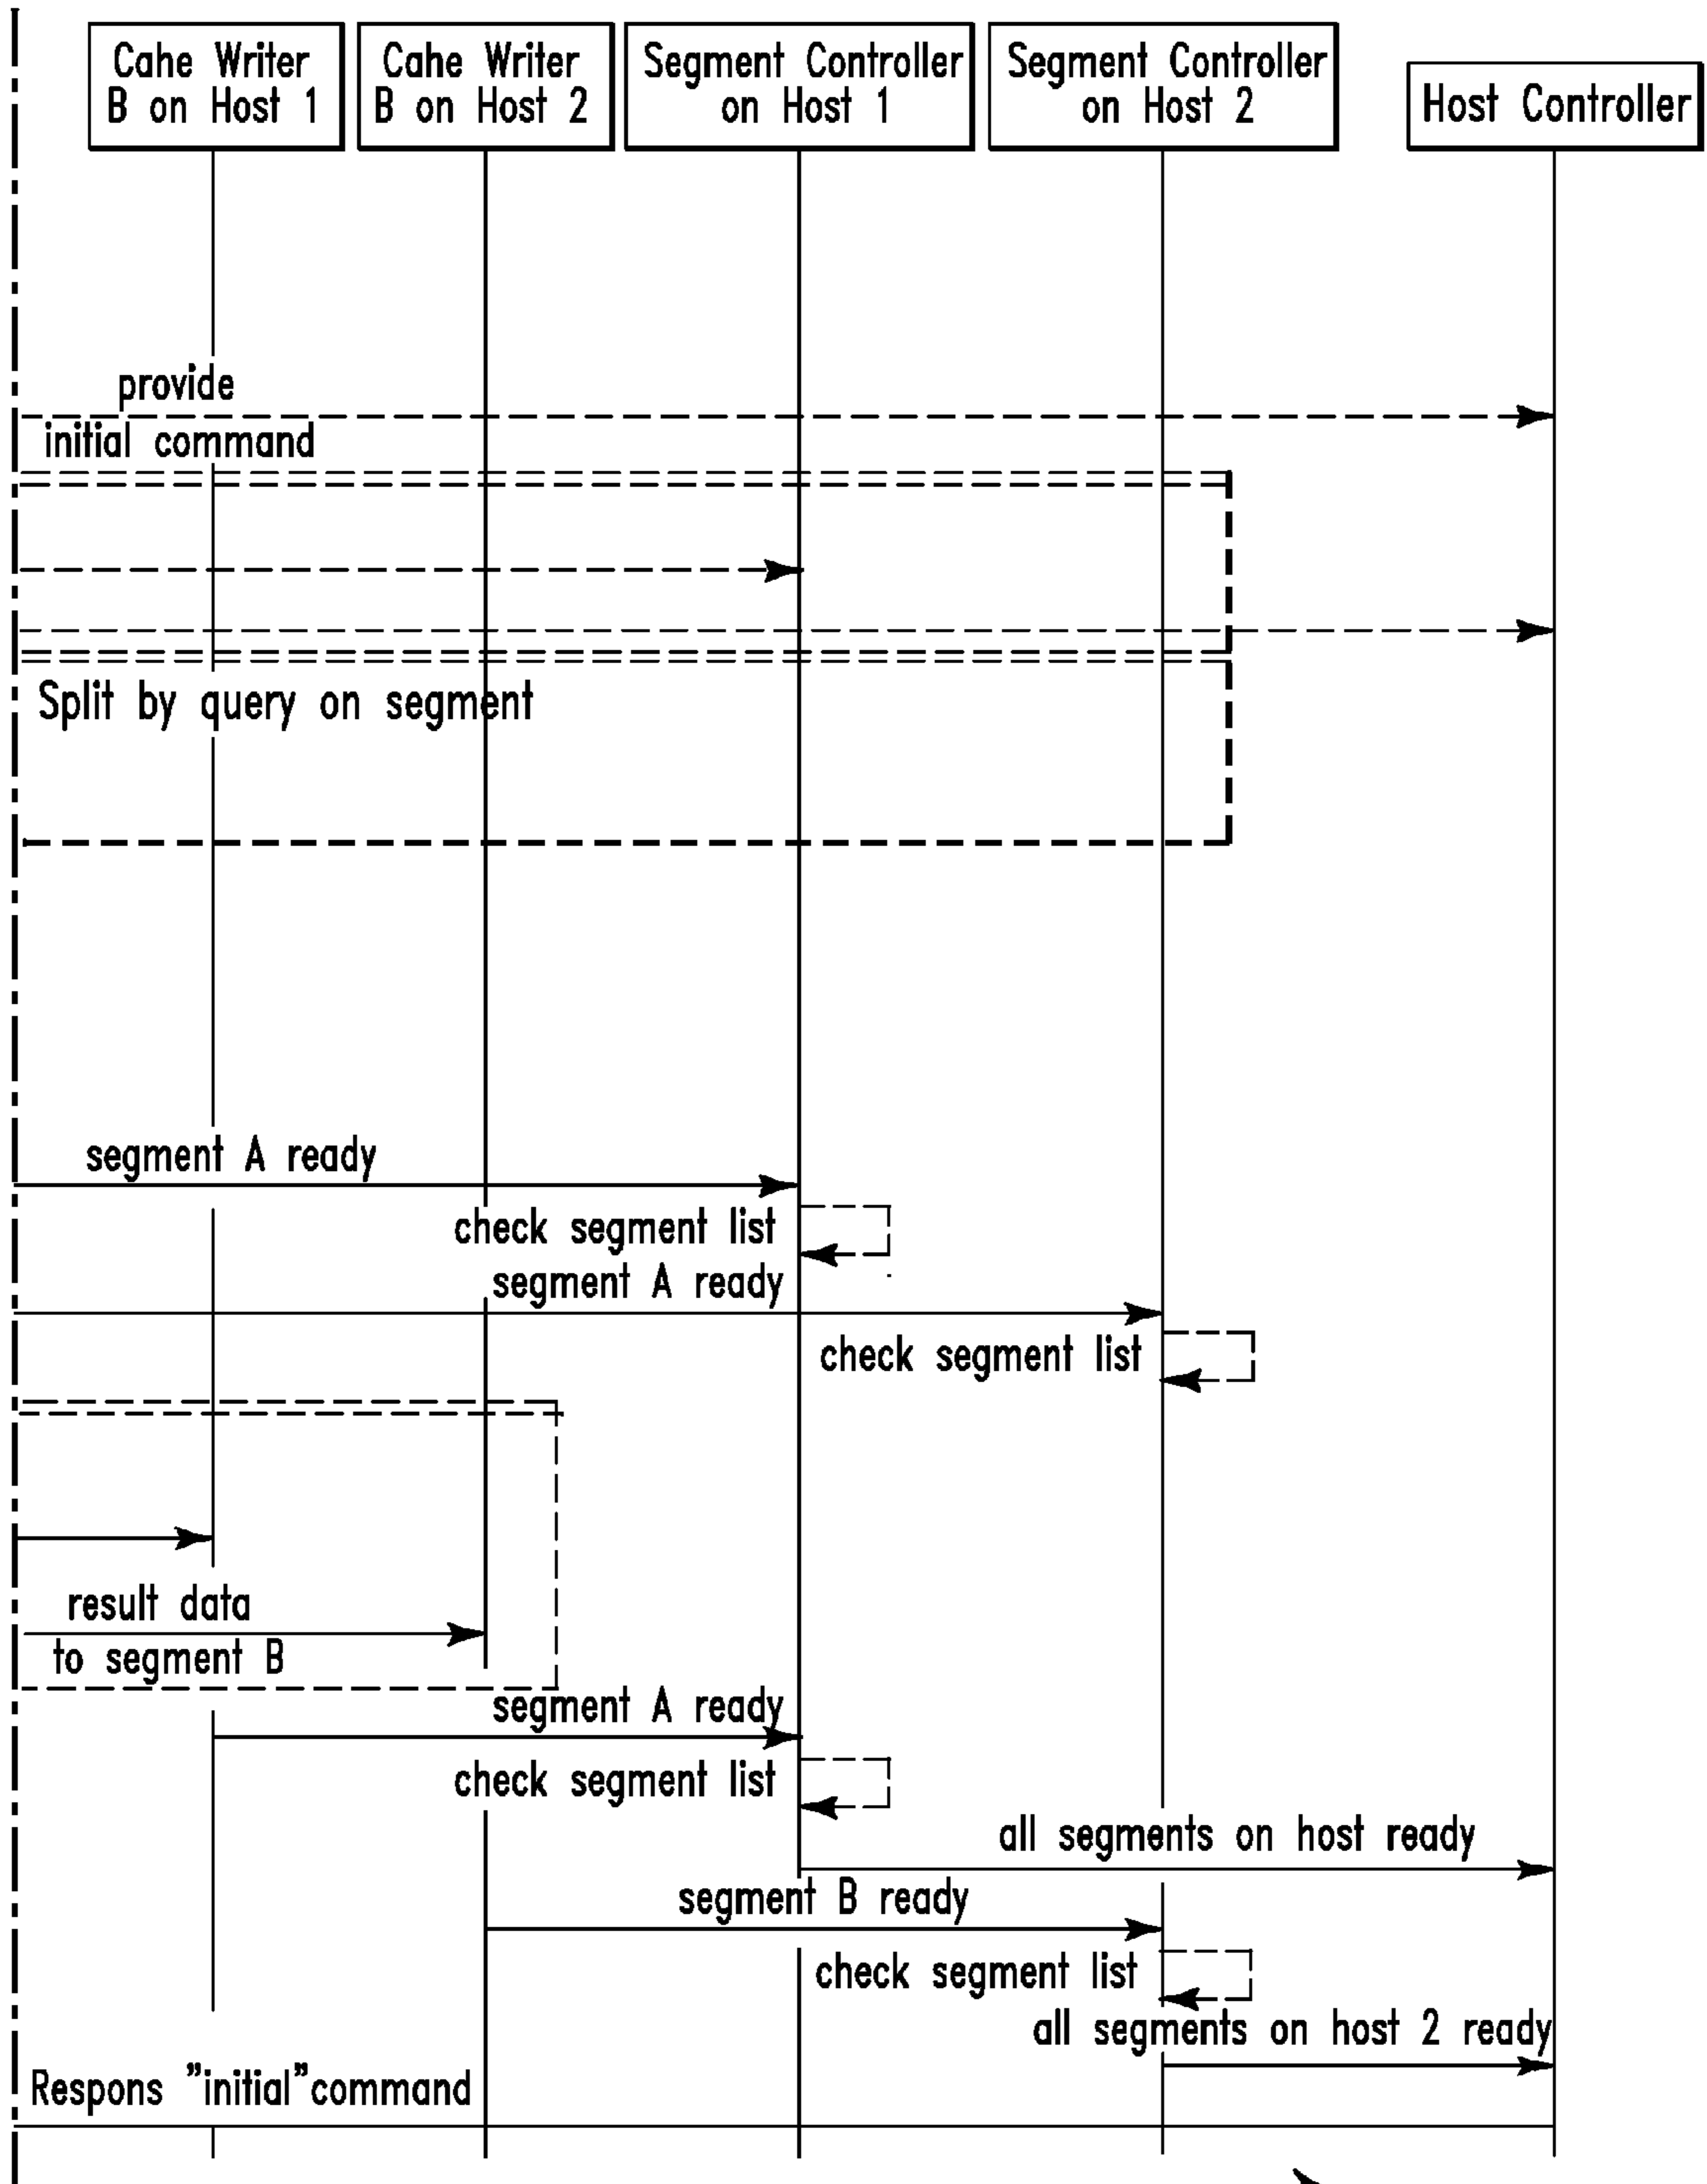 Cahe Writer
B on Host 1
Cahe Writer
B on Host 2
Segment Controller
on Host 1
Segment Controller
on Host 2
Host Controller
provide
initial command
Split by query on segment
segment A ready
check segment list
segment A ready
check segment list
result data
to segment B
segment A ready
check segment list
all segments on host ready
segment B ready
check segment list
all segments on host 2 ready
Respons "initial"command